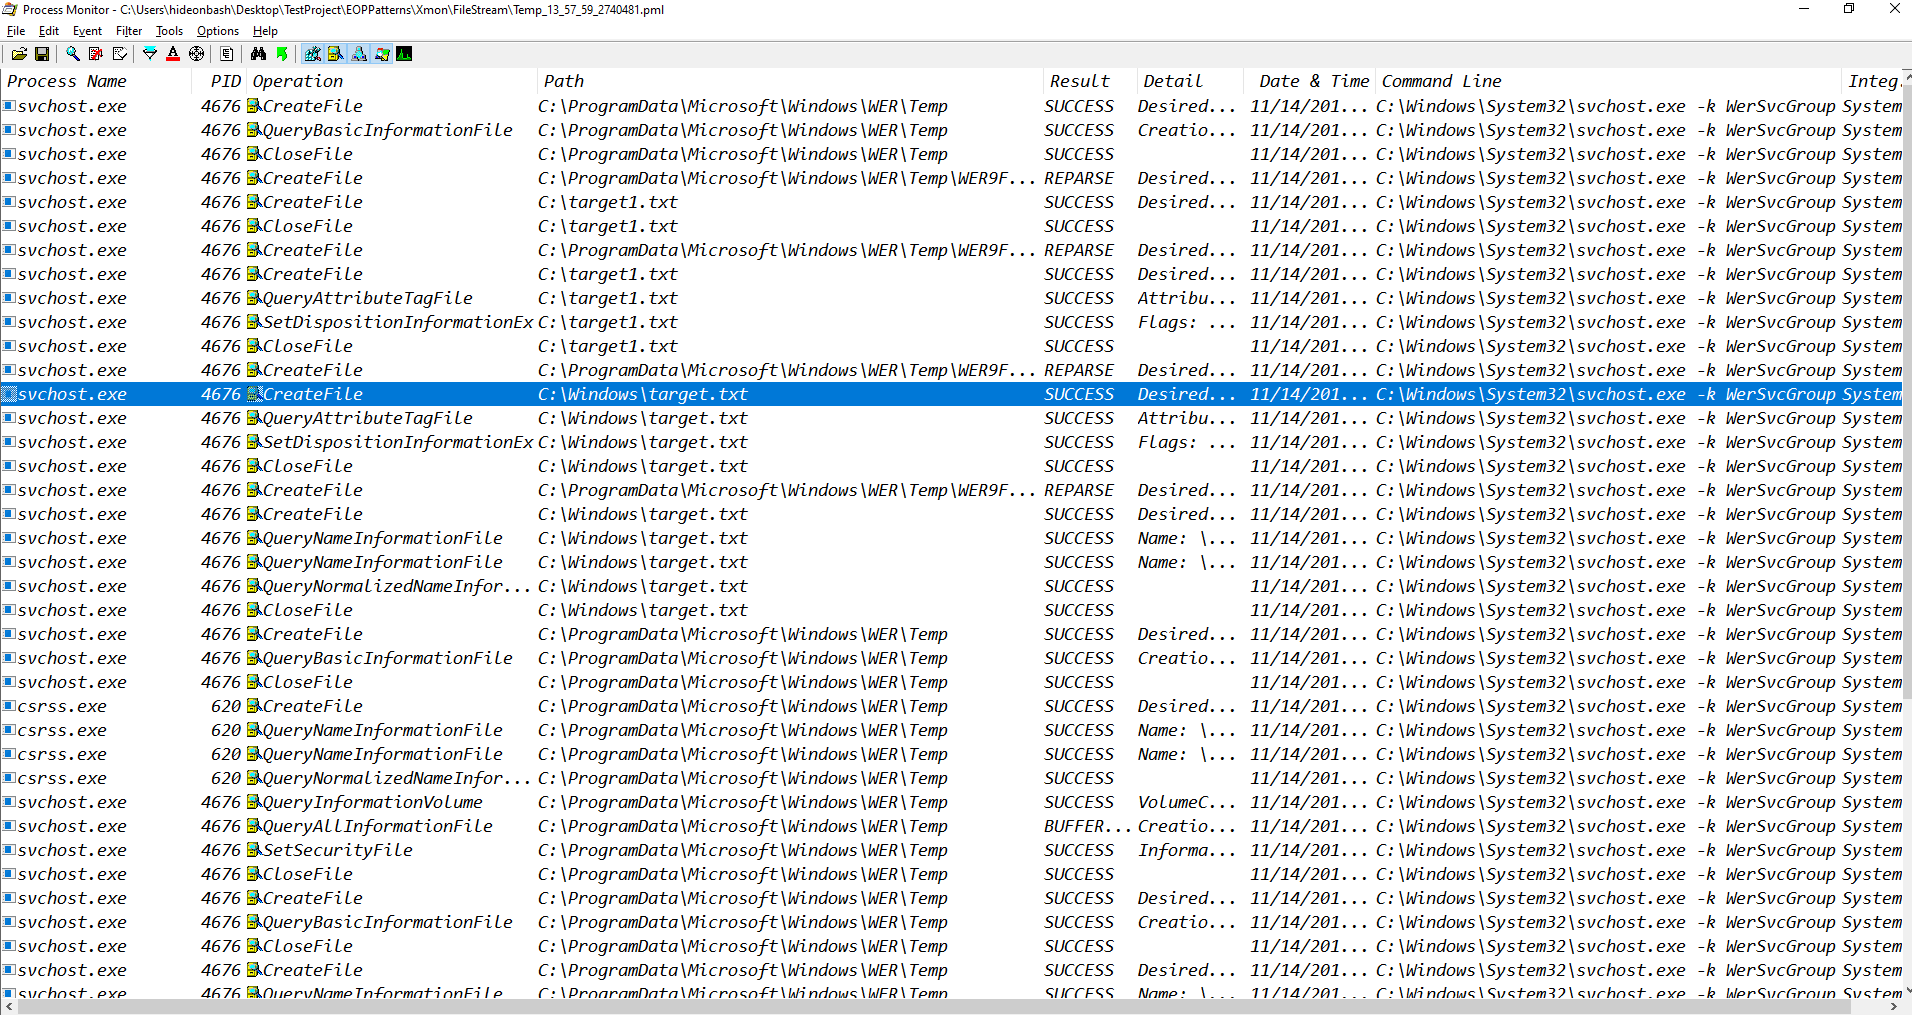 Process Monitor - C:\Users\hideonbash\Desktop\TestProject\EOPPatterns\Xmon\FileStream\Temp_13_57_59_2740481.pml
File Edit Event Filter Tools Options Help
Process Name PID Operation Path Result Detail Date & Time Command Line Integ.
svchost.exe 4676 CreateFile C:\ProgramData\Microsoft\Windows\WER\Temp SUCCESS Desired... 11/14/201... C:\Windows\System32\svchost.exe -k WerSvcGroup System
svchost.exe 4676 QueryBasicInformationFile C:\ProgramData\Microsoft\Windows\WER\Temp SUCCESS Creatio... 11/14/201... C:\Windows\System32\svchost.exe -k WerSvcGroup System
svchost.exe 4676 CloseFile C:\ProgramData\Microsoft\Windows\WER\Temp SUCCESS 11/14/201... C:\Windows\System32\svchost.exe -k WerSvcGroup System
svchost.exe 4676 CreateFile C:\ProgramData\Microsoft\Windows\WER\Temp\WER9F... REPARSE Desired... 11/14/201... C:\Windows\System32\svchost.exe -k WerSvcGroup System
svchost.exe 4676 CreateFile C:\target1.txt SUCCESS Desired... 11/14/201... C:\Windows\System32\svchost.exe -k WerSvcGroup System
svchost.exe 4676 CloseFile C:\target1.txt SUCCESS 11/14/201... C:\Windows\System32\svchost.exe -k WerSvcGroup System
svchost.exe 4676 CreateFile C:\ProgramData\Microsoft\Windows\WER\Temp\WER9F... REPARSE Desired... 11/14/201... C:\Windows\System32\svchost.exe -k WerSvcGroup System
svchost.exe 4676 CreateFile C:\target1.txt SUCCESS Desired... 11/14/201... C:\Windows\System32\svchost.exe -k WerSvcGroup System
svchost.exe 4676 QueryAttributeTagFile C:\target1.txt SUCCESS Attribu... 11/14/201... C:\Windows\System32\svchost.exe -k WerSvcGroup System
svchost.exe 4676 SetDispositionInformationEx C:\target1.txt SUCCESS Flags: ... 11/14/201... C:\Windows\System32\svchost.exe -k WerSvcGroup System
svchost.exe 4676 CloseFile C:\target1.txt SUCCESS 11/14/201... C:\Windows\System32\svchost.exe -k WerSvcGroup System
svchost.exe 4676 CreateFile C:\ProgramData\Microsoft\Windows\WER\Temp\WER9F... REPARSE Desired... 11/14/201... C:\Windows\System32\svchost.exe -k WerSvcGroup System
svchost.exe 4676 CreateFile C:\Windows\target.txt SUCCESS Desired... 11/14/201... C:\Windows\System32\svchost.exe -k WerSvcGroup System
svchost.exe 4676 QueryAttributeTagFile C:\Windows\target.txt SUCCESS Attribu... 11/14/201... C:\Windows\System32\svchost.exe -k WerSvcGroup System
svchost.exe 4676 SetDispositionInformationEx C:\Windows\target.txt SUCCESS Flags: ... 11/14/201... C:\Windows\System32\svchost.exe -k WerSvcGroup System
svchost.exe 4676 CloseFile C:\Windows\target.txt SUCCESS 11/14/201... C:\Windows\System32\svchost.exe -k WerSvcGroup System
svchost.exe 4676 CreateFile C:\ProgramData\Microsoft\Windows\WER\Temp\WER9F... REPARSE Desired... 11/14/201... C:\Windows\System32\svchost.exe -k WerSvcGroup System
svchost.exe 4676 CreateFile C:\Windows\target.txt SUCCESS Desired... 11/14/201... C:\Windows\System32\svchost.exe -k WerSvcGroup System
svchost.exe 4676 QueryNameInformationFile C:\Windows\target.txt SUCCESS Name: \... 11/14/201... C:\Windows\System32\svchost.exe -k WerSvcGroup System
svchost.exe 4676 QueryNameInformationFile C:\Windows\target.txt SUCCESS Name: \... 11/14/201... C:\Windows\System32\svchost.exe -k WerSvcGroup System
svchost.exe 4676 QueryNormalizedNameInfor... C:\Windows\target.txt SUCCESS 11/14/201... C:\Windows\System32\svchost.exe -k WerSvcGroup System
svchost.exe 4676 CloseFile C:\Windows\target.txt SUCCESS 11/14/201... C:\Windows\System32\svchost.exe -k WerSvcGroup System
svchost.exe 4676 CreateFile C:\ProgramData\Microsoft\Windows\WER\Temp SUCCESS Desired... 11/14/201... C:\Windows\System32\svchost.exe -k WerSvcGroup System
svchost.exe 4676 QueryBasicInformationFile C:\ProgramData\Microsoft\Windows\WER\Temp SUCCESS Creatio... 11/14/201... C:\Windows\System32\svchost.exe -k WerSvcGroup System
svchost.exe 4676 CloseFile C:\ProgramData\Microsoft\Windows\WER\Temp SUCCESS 11/14/201... C:\Windows\System32\svchost.exe -k WerSvcGroup System
csrss.exe 620 CreateFile C:\ProgramData\Microsoft\Windows\WER\Temp SUCCESS Desired... 11/14/201... C:\Windows\System32\svchost.exe -k WerSvcGroup System
csrss.exe 620 QueryNameInformationFile C:\ProgramData\Microsoft\Windows\WER\Temp SUCCESS Name: \... 11/14/201... C:\Windows\System32\svchost.exe -k WerSvcGroup System
csrss.exe 620 QueryNameInformationFile C:\ProgramData\Microsoft\Windows\WER\Temp SUCCESS Name: \... 11/14/201... C:\Windows\System32\svchost.exe -k WerSvcGroup System
csrss.exe 620 QueryNormalizedNameInfor... C:\ProgramData\Microsoft\Windows\WER\Temp SUCCESS 11/14/201... C:\Windows\System32\svchost.exe -k WerSvcGroup System
svchost.exe 4676 QueryInformationVolume C:\ProgramData\Microsoft\Windows\WER\Temp SUCCESS VolumeC... 11/14/201... C:\Windows\System32\svchost.exe -k WerSvcGroup System
svchost.exe 4676 QueryAllInformationFile C:\ProgramData\Microsoft\Windows\WER\Temp BUFFER... Creatio... 11/14/201... C:\Windows\System32\svchost.exe -k WerSvcGroup System
svchost.exe 4676 SetSecurityFile C:\ProgramData\Microsoft\Windows\WER\Temp SUCCESS Informa... 11/14/201... C:\Windows\System32\svchost.exe -k WerSvcGroup System
svchost.exe 4676 CloseFile C:\ProgramData\Microsoft\Windows\WER\Temp SUCCESS 11/14/201... C:\Windows\System32\svchost.exe -k WerSvcGroup System
svchost.exe 4676 CreateFile C:\ProgramData\Microsoft\Windows\WER\Temp SUCCESS Desired... 11/14/201... C:\Windows\System32\svchost.exe -k WerSvcGroup System
svchost.exe 4676 QueryBasicInformationFile C:\ProgramData\Microsoft\Windows\WER\Temp SUCCESS Creatio... 11/14/201... C:\Windows\System32\svchost.exe -k WerSvcGroup System
svchost.exe 4676 CloseFile C:\ProgramData\Microsoft\Windows\WER\Temp SUCCESS 11/14/201... C:\Windows\System32\svchost.exe -k WerSvcGroup System
svchost.exe 4676 CreateFile C:\ProgramData\Microsoft\Windows\WER\Temp SUCCESS Desired... 11/14/201... C:\Windows\System32\svchost.exe -k WerSvcGroup System
svchost.exe 4676 QueryNameInformationFile C:\ProgramData\Microsoft\Windows\WER\Temp SUCCESS Name: \... 11/14/201... C:\Windows\System32\svchost.exe -k WerSvcGroup System